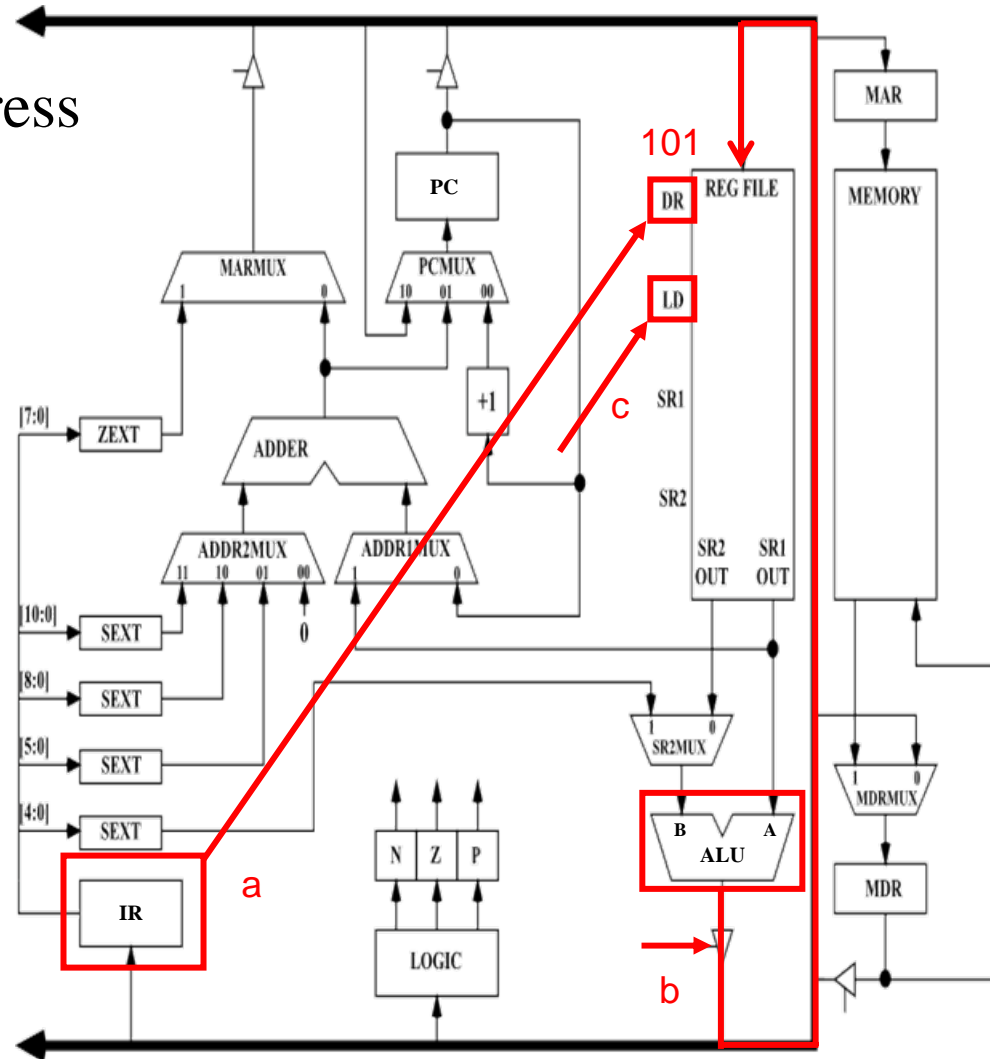 ress
MAR
101
PC
DR
REG FILE
MEMORY
MARMUX
1 0
PCMUX
10 01 00
LD
+1
SR1
c
[7:0]
ZEXT
ADDER
SR2
ADDR2MUX
11 10 01 00
ADDR1MUX
1 0
SR2 OUT
SR1 OUT
[10:0]
SEXT
0
[8:0]
SEXT
1 0
SR2MUX
[5:0]
SEXT
1 0
MDRMUX
[4:0]
SEXT
B A
ALU
N Z P
a
MDR
IR
LOGIC
b